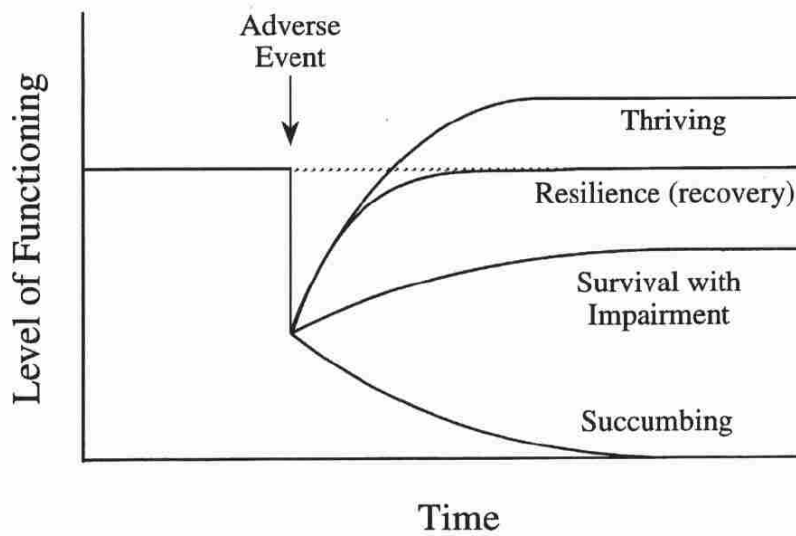 Adverse
Event
Level of Functioning
Thriving
Resilience (recovery)
Survival with
Impairment
Succumbing
Time